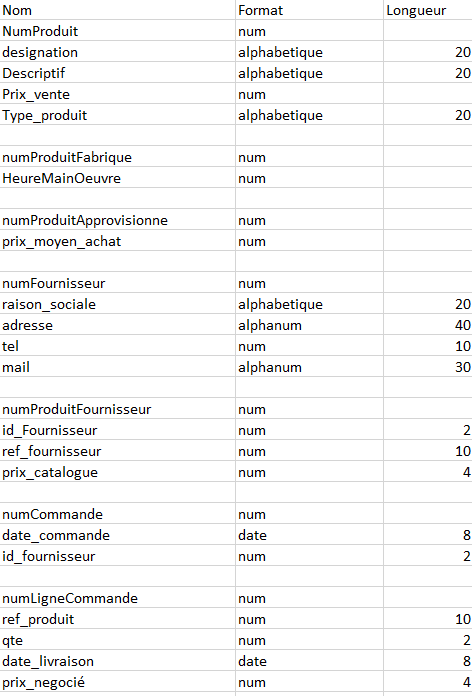 Nom Format Longueur
NumProduit num
designation alphabetique 20
Descriptif alphabetique 20
Prix_vente num
Type_produit alphabetique 20
numProduitFabrique num
HeureMainOeuvre num
numProduitApprovisionne num
prix_moyen_achat num
numFournisseur num
raison_sociale alphabetique 20
adresse alphanum 40
tel num 10
mail alphanum 30
numProduitFournisseur num
id_Fournisseur num 2
ref_fournisseur num 10
prix_catalogue num 4
numCommande num
date_commande date 8
id_fournisseur num 2
numLigneCommande num
ref_produit num 10
qte num 2
date_livraison date 8
prix_negocié num 4